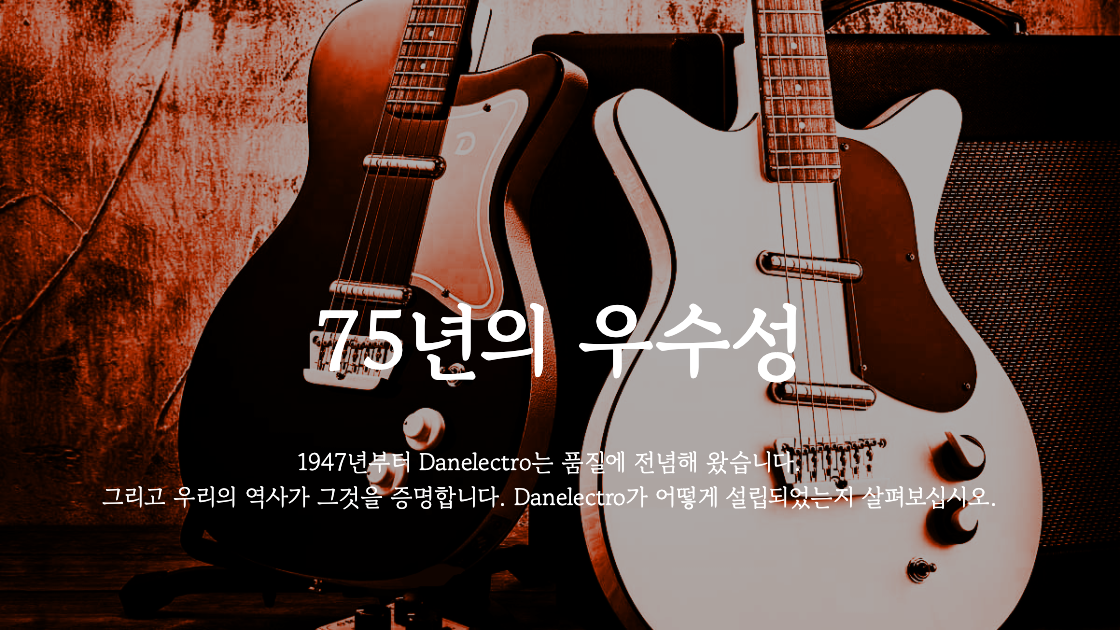 75년의 우수성
1947년부터 Danelectro는 품질에 전념해 왔습니다.
그리고 우리의 역사가 그것을 증명합니다. Danelectro가 어떻게 설립되었는지 살펴보십시오.